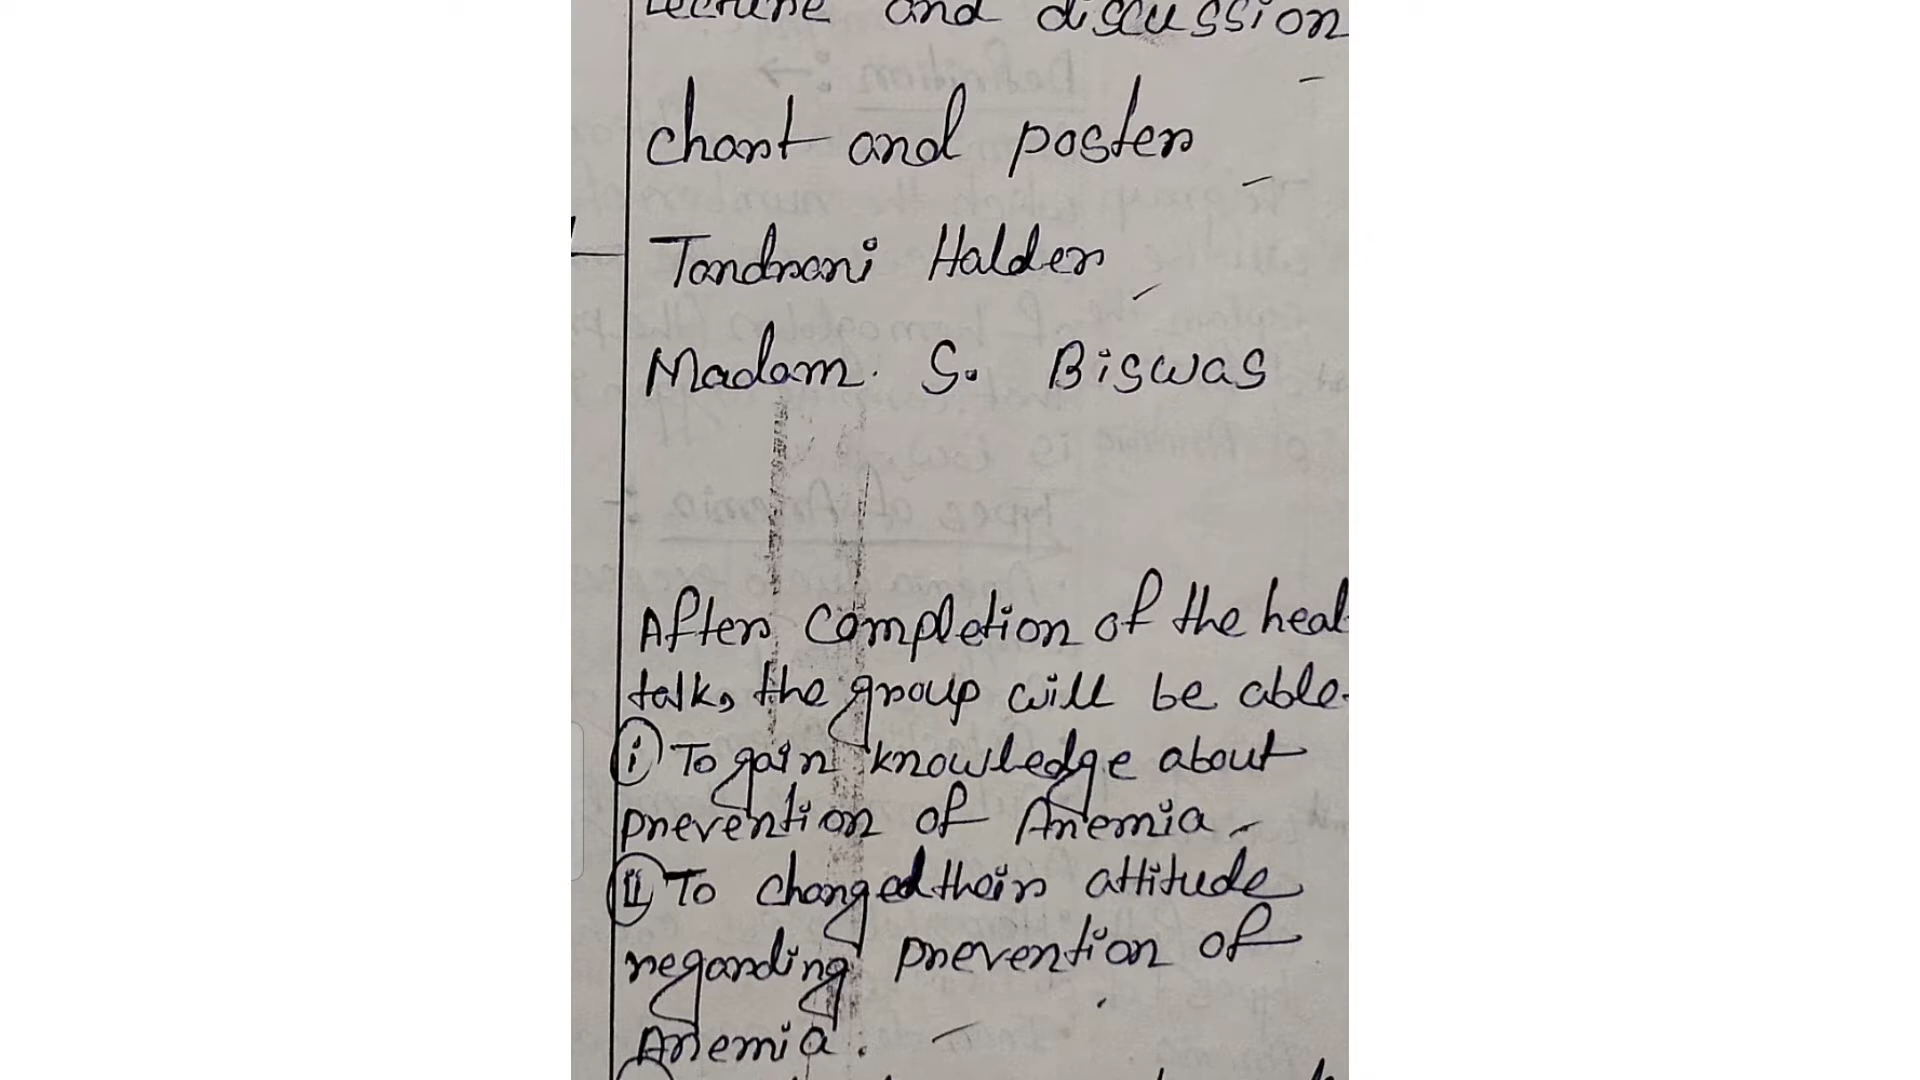 Lecture and discussion
chart and poster
Tandrani Halder
Madam. S. Biswas
After completion of the heal
talk, the group will be able
(i) To gain knowledge about
prevention of Anemia
(ii) To changed their attitude
regarding prevention of
Anemia.